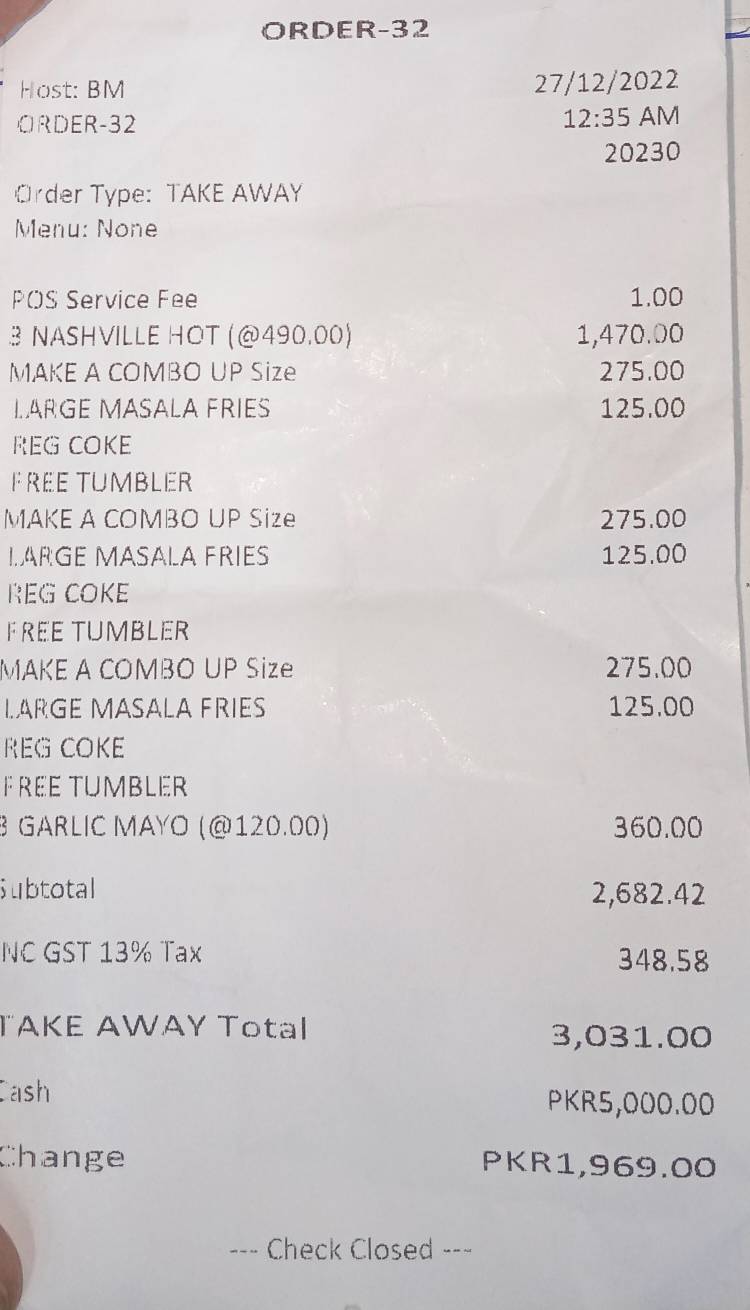 ORDER-32
Host: BM 27/12/2022
ORDER-32 12:35 AM
20230
Order Type: TAKE AWAY
Menu: None
POS Service Fee 1.00
3 NASHVILLE HOT (@490.00) 1,470.00
MAKE A COMBO UP Size 275.00
LARGE MASALA FRIES 125.00
REG COKE
FREE TUMBLER
MAKE A COMBO UP Size 275.00
LARGE MASALA FRIES 125.00
REG COKE
FREE TUMBLER
MAKE A COMBO UP Size 275.00
LARGE MASALA FRIES 125.00
REG COKE
FREE TUMBLER
3 GARLIC MAYO (@120.00) 360.00
Subtotal 2,682.42
NC GST 13% Tax 348.58
TAKE AWAY Total 3,031.00
Cash PKR5,000.00
Change PKR1,969.00
--- Check Closed ---